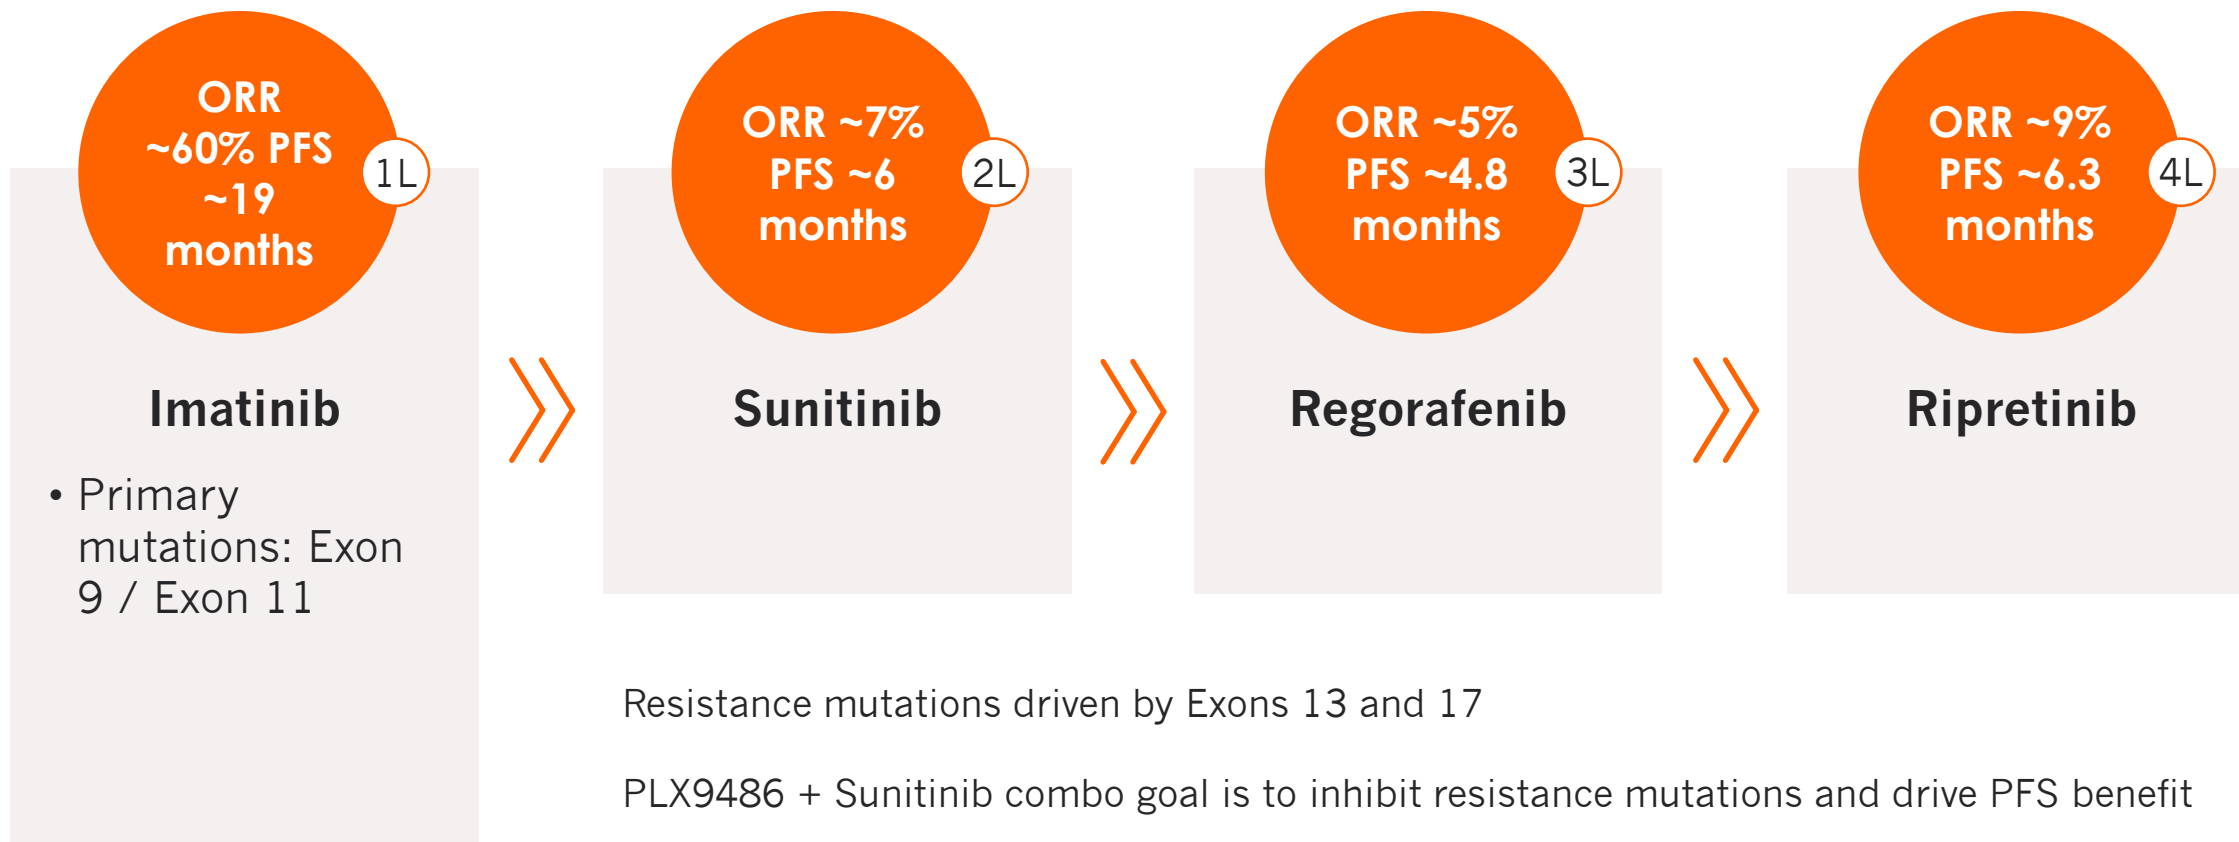 ORR
~60% PFS
~19
months
1L
Imatinib
• Primary
mutations: Exon
9 / Exon 11
ORR ~7%
PFS ~6
months
2L
Sunitinib
ORR ~5%
PFS ~4.8
months
3L
Regorafenib
ORR ~9%
PFS ~6.3
months
4L
Ripretinib
Resistance mutations driven by Exons 13 and 17
PLX9486 + Sunitinib combo goal is to inhibit resistance mutations and drive PFS benefit